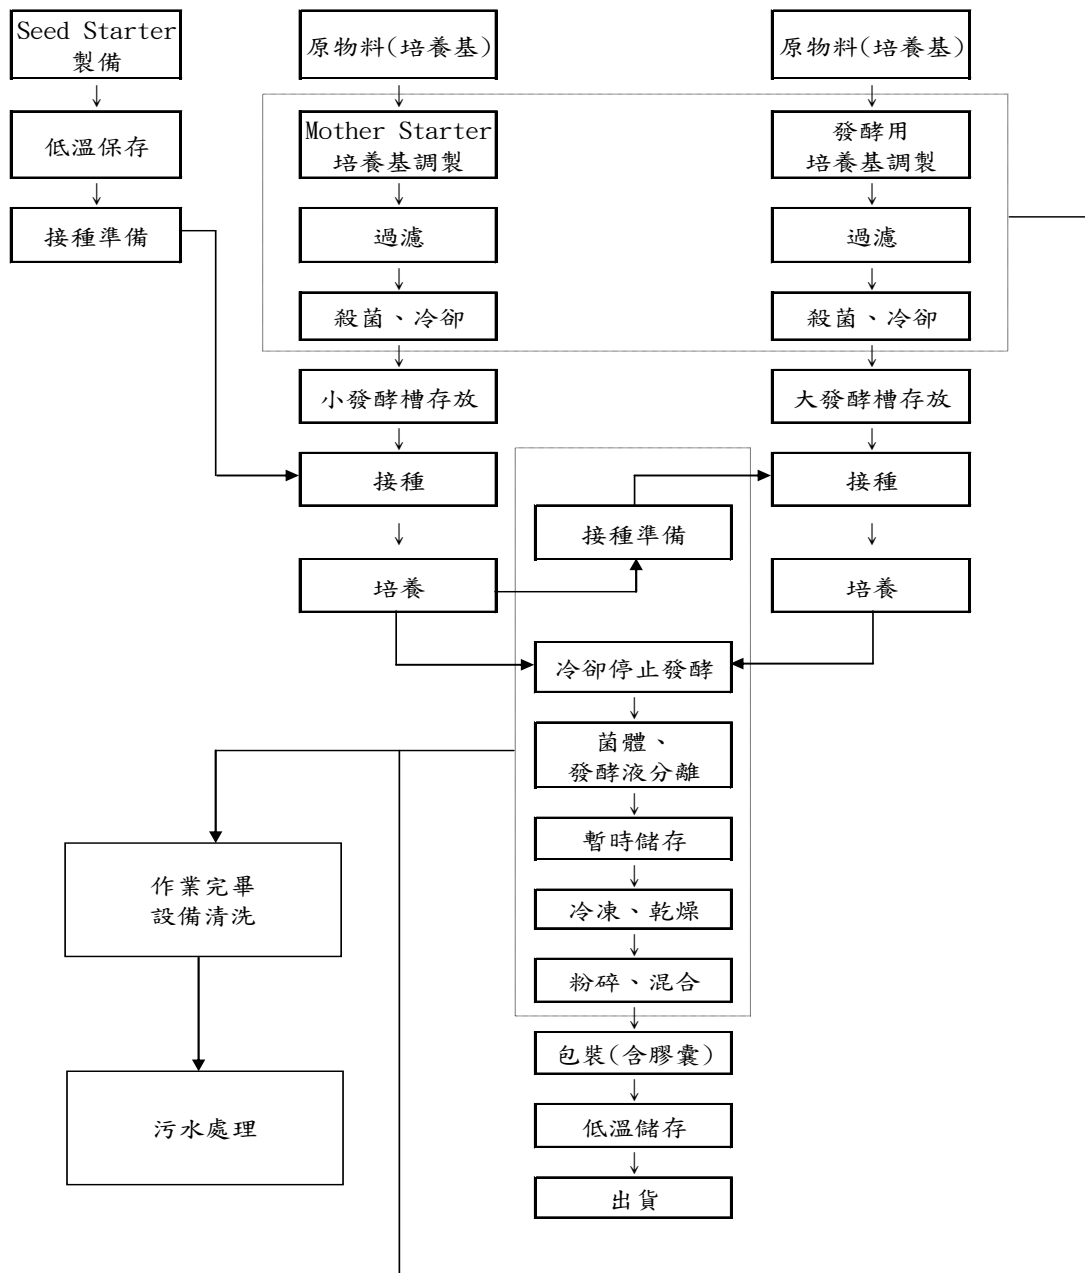 Seed Starter
製備
低溫保存
接種準備
原物料(培養基)
Mother Starter
培養基調製
過濾
殺菌、冷卻
小發酵槽存放
接種
培養
原物料(培養基)
發酵用
培養基調製
過濾
殺菌、冷卻
大發酵槽存放
接種
培養
接種準備
冷卻停止發酵
菌體、
發酵液分離
暫時儲存
冷凍、乾燥
粉碎、混合
包裝(含膠囊)
低溫儲存
出貨
作業完畢
設備清洗
污水處理